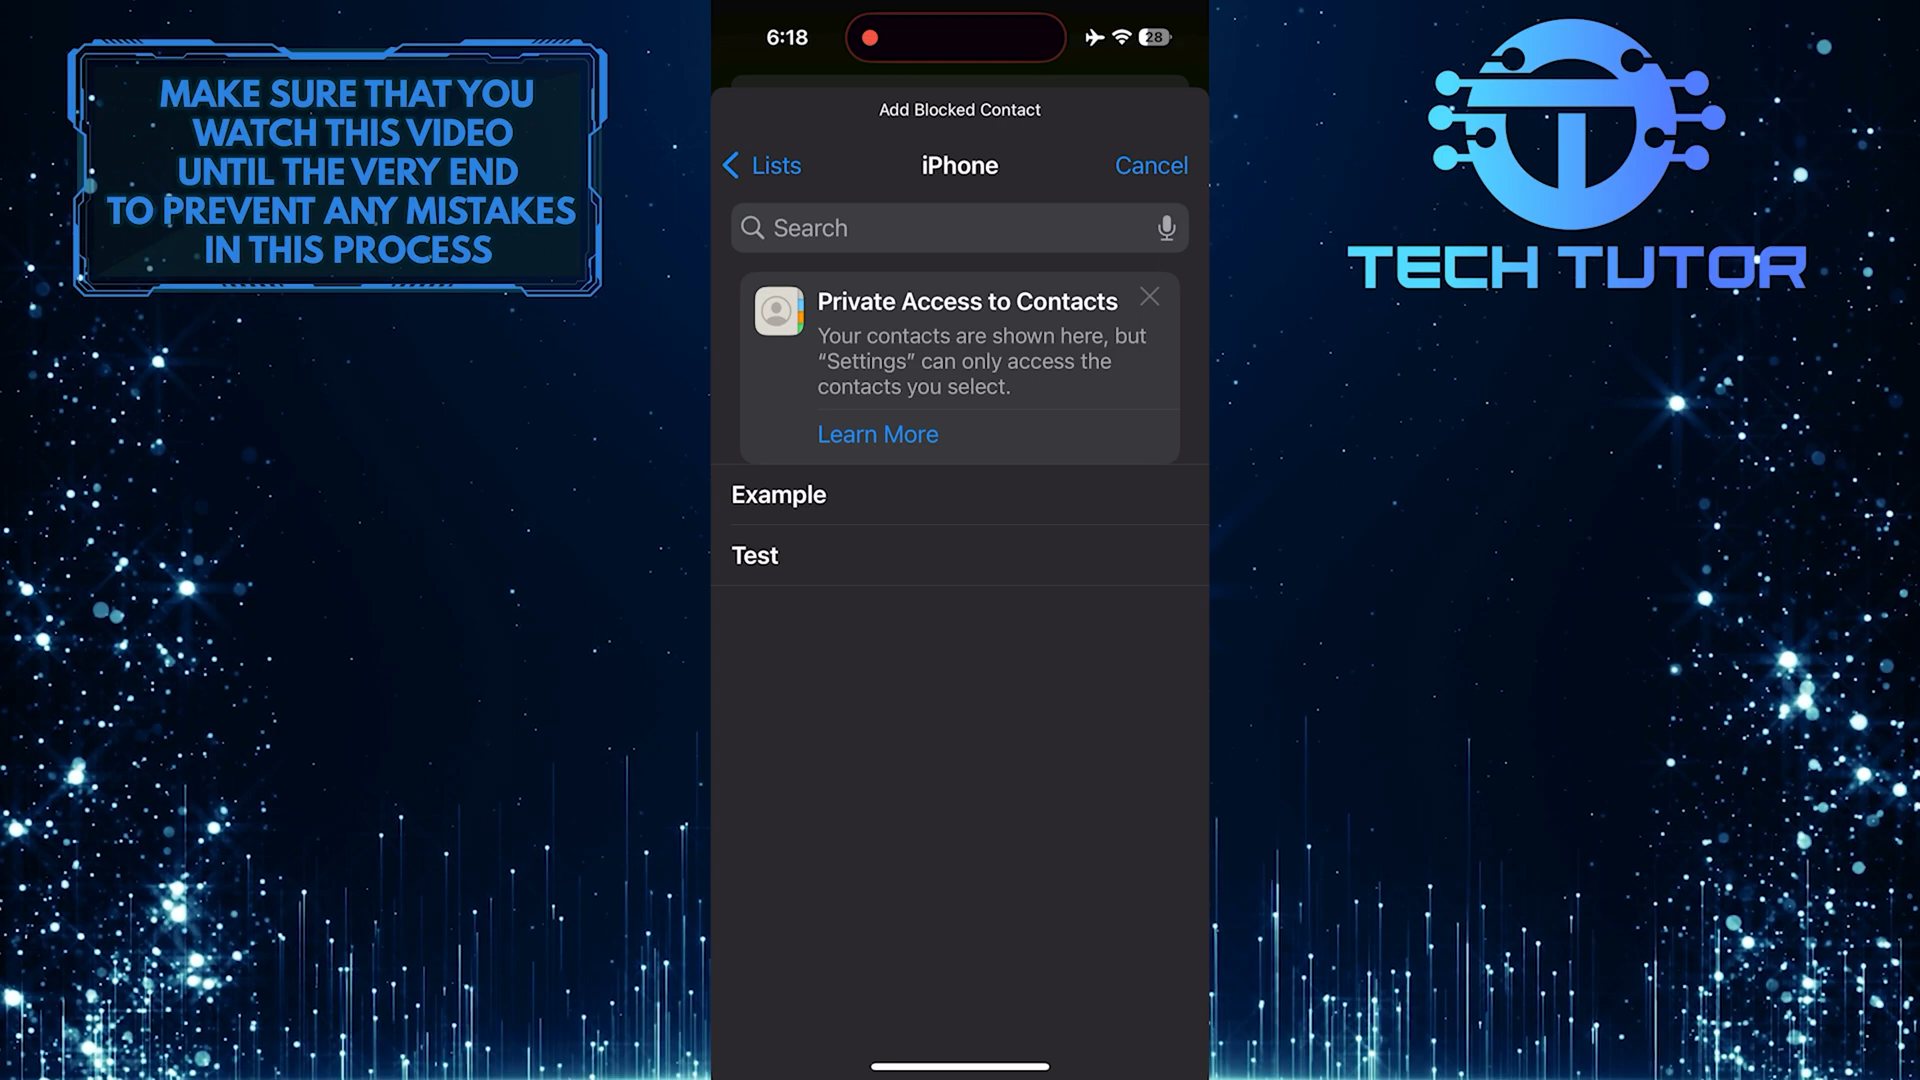 MAKE SURE THAT YOU
WATCH THIS VIDEO
UNTIL THE VERY END
TO PREVENT ANY MISTAKES
IN THIS PROCESS
6:18
28
Add Blocked Contact
Lists
iPhone
Cancel
Search
Private Access to Contacts
Your contacts are shown here, but
“Settings” can only access the
contacts you select.
Learn More
Example
Test
TECH TUTOR